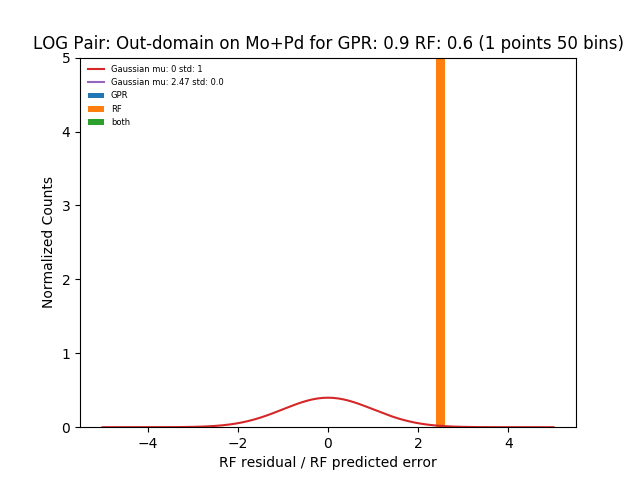 LOG Pair: Out-domain on Mo+Pd for GPR: 0.9 RF: 0.6 (1 points 50 bins)
Gaussian mu: 0 std: 1
Gaussian mu: 2.47 std: 0.0
GPR
RF
both
Normalized Counts
5
4
3
2
1
0
−4 −2 0 2 4
RF residual / RF predicted error